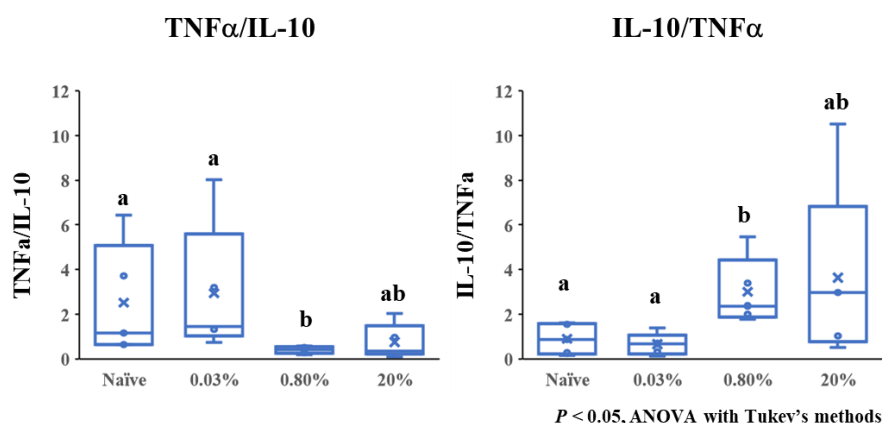 TNFα/IL-10
TNFa/IL-10
12
10
8
6
4
2
0
a
a
b
ab
Naïve
0.03%
0.80%
20%
IL-10/TNFα
IL-10/TNFa
12
10
8
6
4
2
0
a
a
b
ab
Naïve
0.03%
0.80%
20%
P < 0.05, ANOVA with Tukey's methods